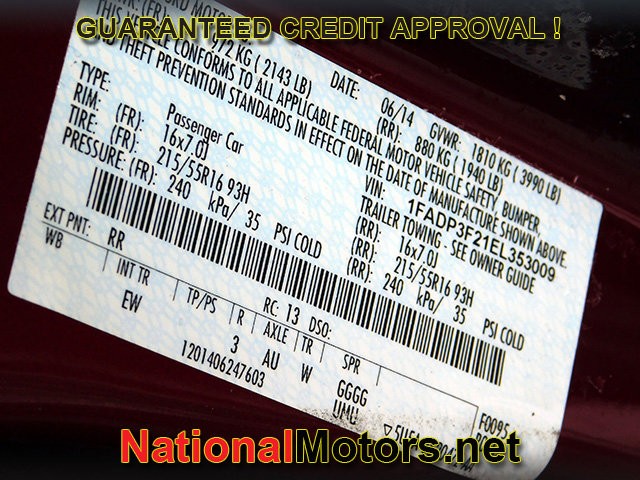 GUARANTEED CREDIT APPROVAL !
FORD MOTOR
DATE: 06/14 GVWR: 1810 KG ( 3990 LB)
972 KG ( 2143 LB) (RR): 880 KG ( 1940 LB)
THIS VEHICLE CONFORMS TO ALL APPLICABLE FEDERAL MOTOR VEHICLE SAFETY, BUMPER
AND THEFT PREVENTION STANDARDS IN EFFECT ON THE DATE OF MANUFACTURE SHOWN ABOVE.
VIN: 1FADP3F21EL353009
TYPE: Passenger Car TRAILER TOWING - SEE OWNER GUIDE
RIM: (FR): 16x7.0J (RR): 16x7.0J
TIRE: (FR): 215/55R16 93H (RR): 215/55R16 93H
PRESSURE: (FR): 240 kPa/ 35 PSI COLD (RR): 240 kPa/ 35 PSI COLD
EXT PNT: RR RC: 13 DSO:
WB INT TR TP/PS R AXLE TR SPR
EW 3 AU W GGGG
UMU
1201406247603
NationalMotors.net